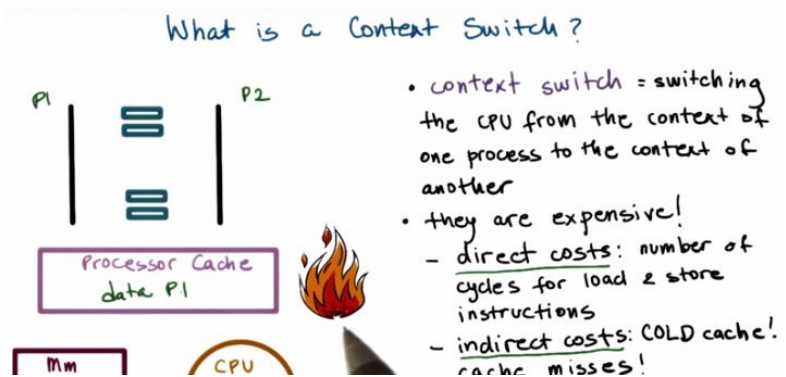 What is a Context Switch?
P1
P2
Processor Cache
data P.1
mm
CPU
• context switch = switching
the CPU from the context of
one process to the context of
another
• they are expensive!
- direct costs: number of
cycles for load & store
instructions
- indirect costs: COLD cache!
cache misses!